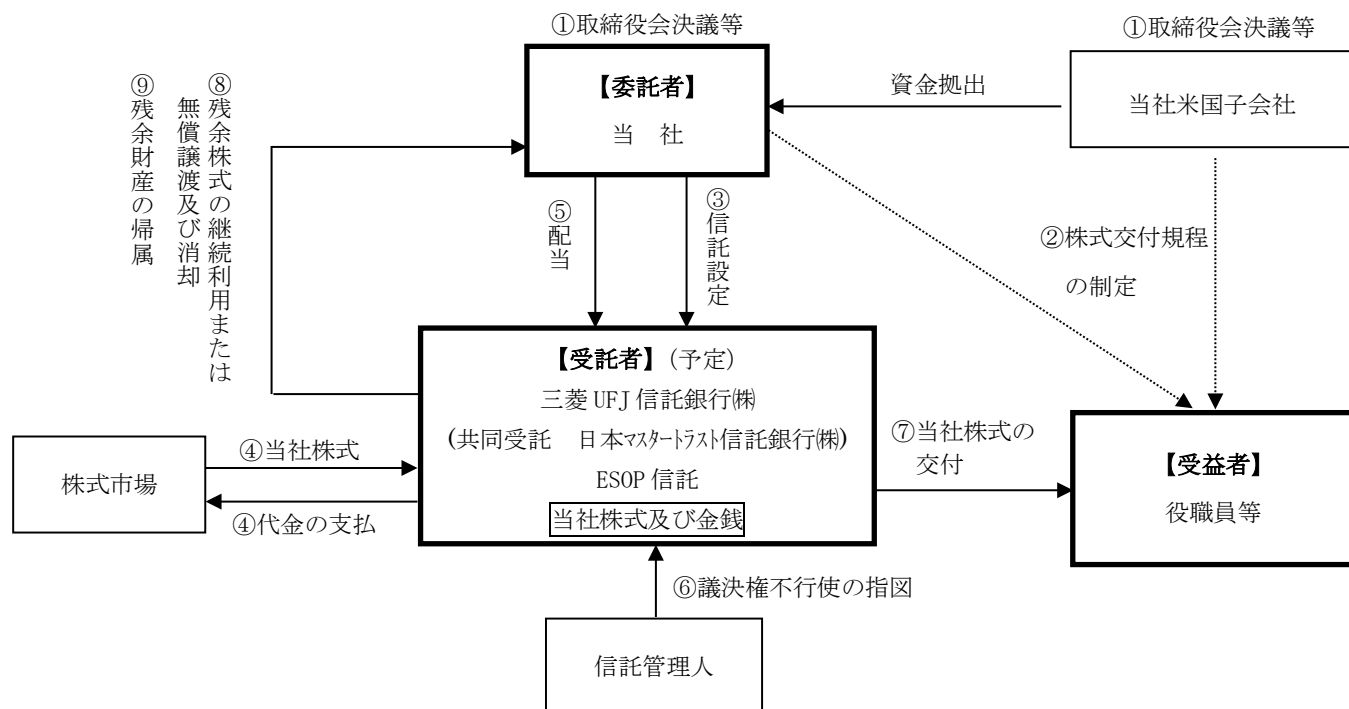 ①取締役会決議等
①取締役会決議等
【委託者】
当 社
資金拠出
当社米国子会社
⑨残余財産の帰属
⑧残余株式の継続利用または
無償譲渡及び消却
⑤配当
③信託設定
②株式交付規程
の制定
【受託者】(予定)
三菱UFJ信託銀行㈱
(共同受託 日本マスタートラスト信託銀行㈱)
ESOP信託
当社株式及び金銭
株式市場
④当社株式
④代金の支払
⑦当社株式の
交付
【受益者】
役職員等
⑥議決権不行使の指図
信託管理人